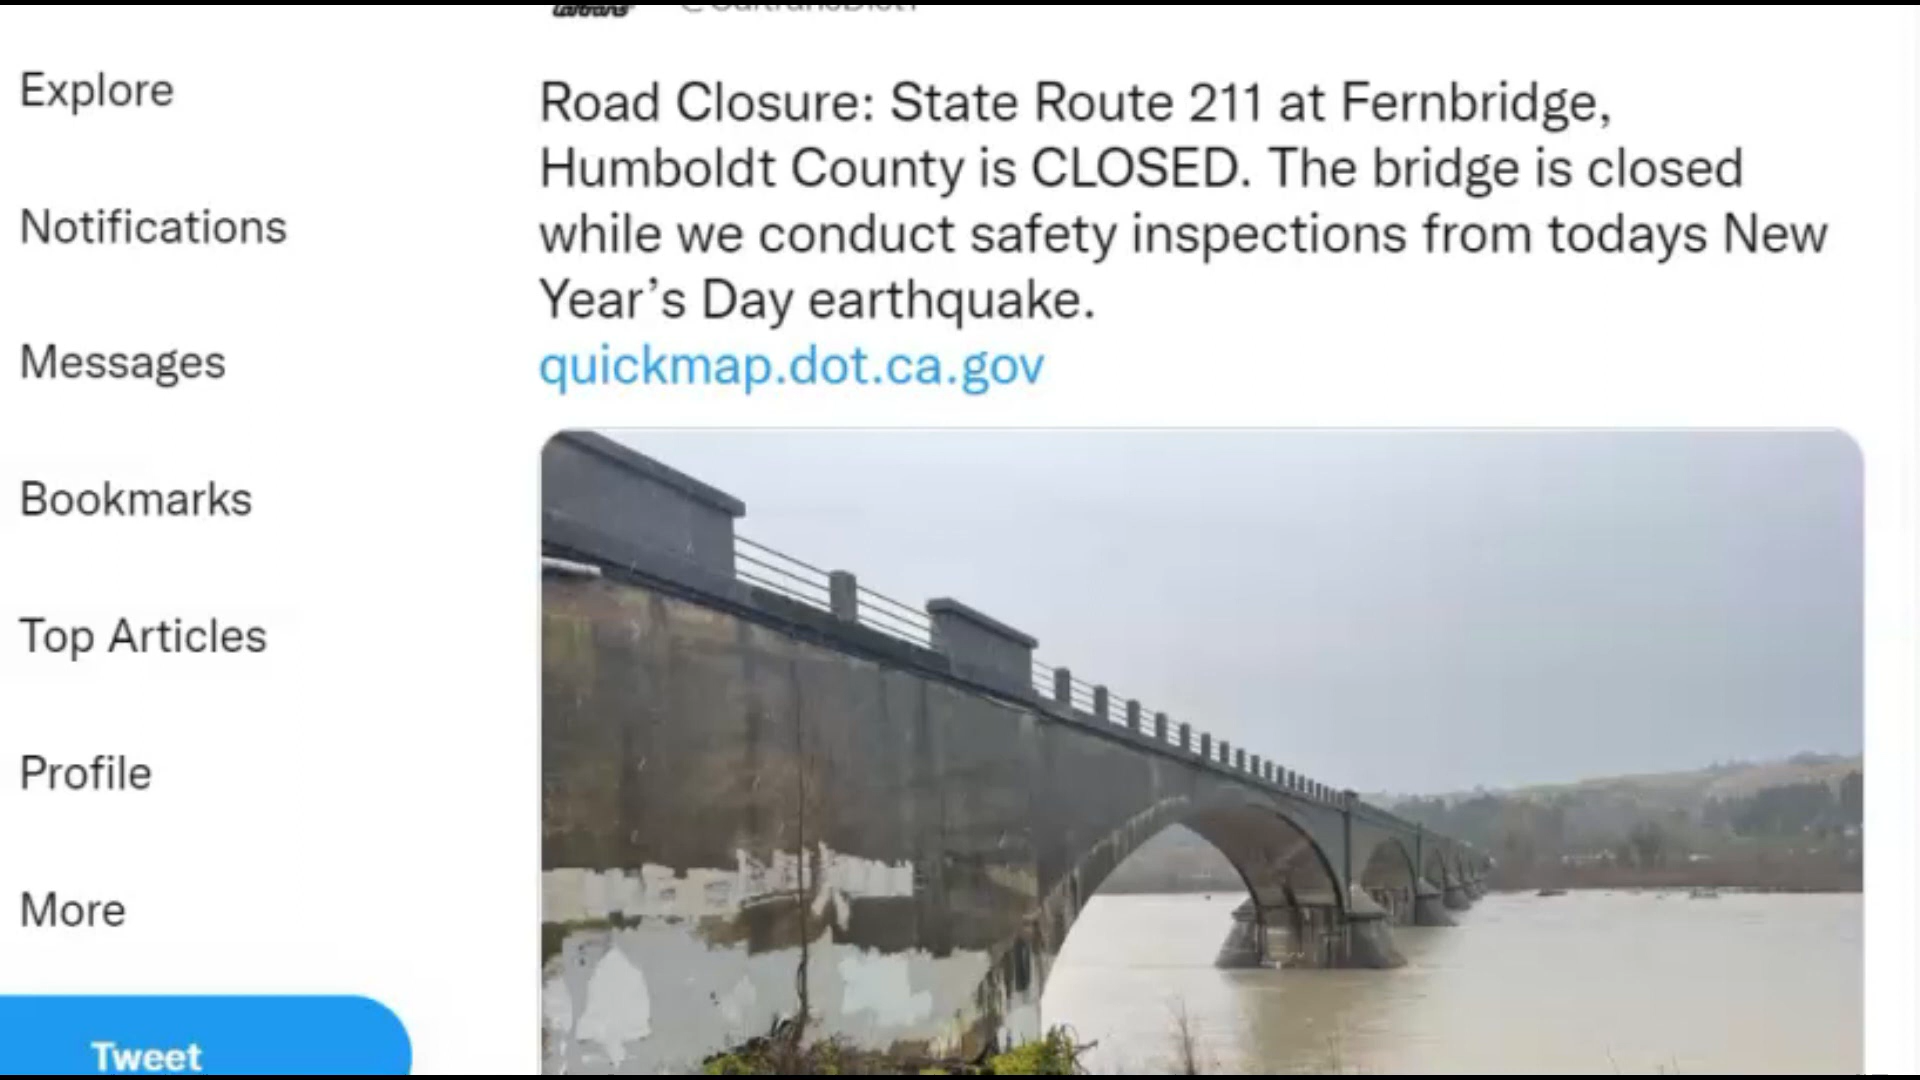 Explore
Notifications
Messages
Bookmarks
Top Articles
Profile
More
Tweet
Road Closure: State Route 211 at Fernbridge,
Humboldt County is CLOSED. The bridge is closed
while we conduct safety inspections from todays New
Year’s Day earthquake.
quickmap.dot.ca.gov